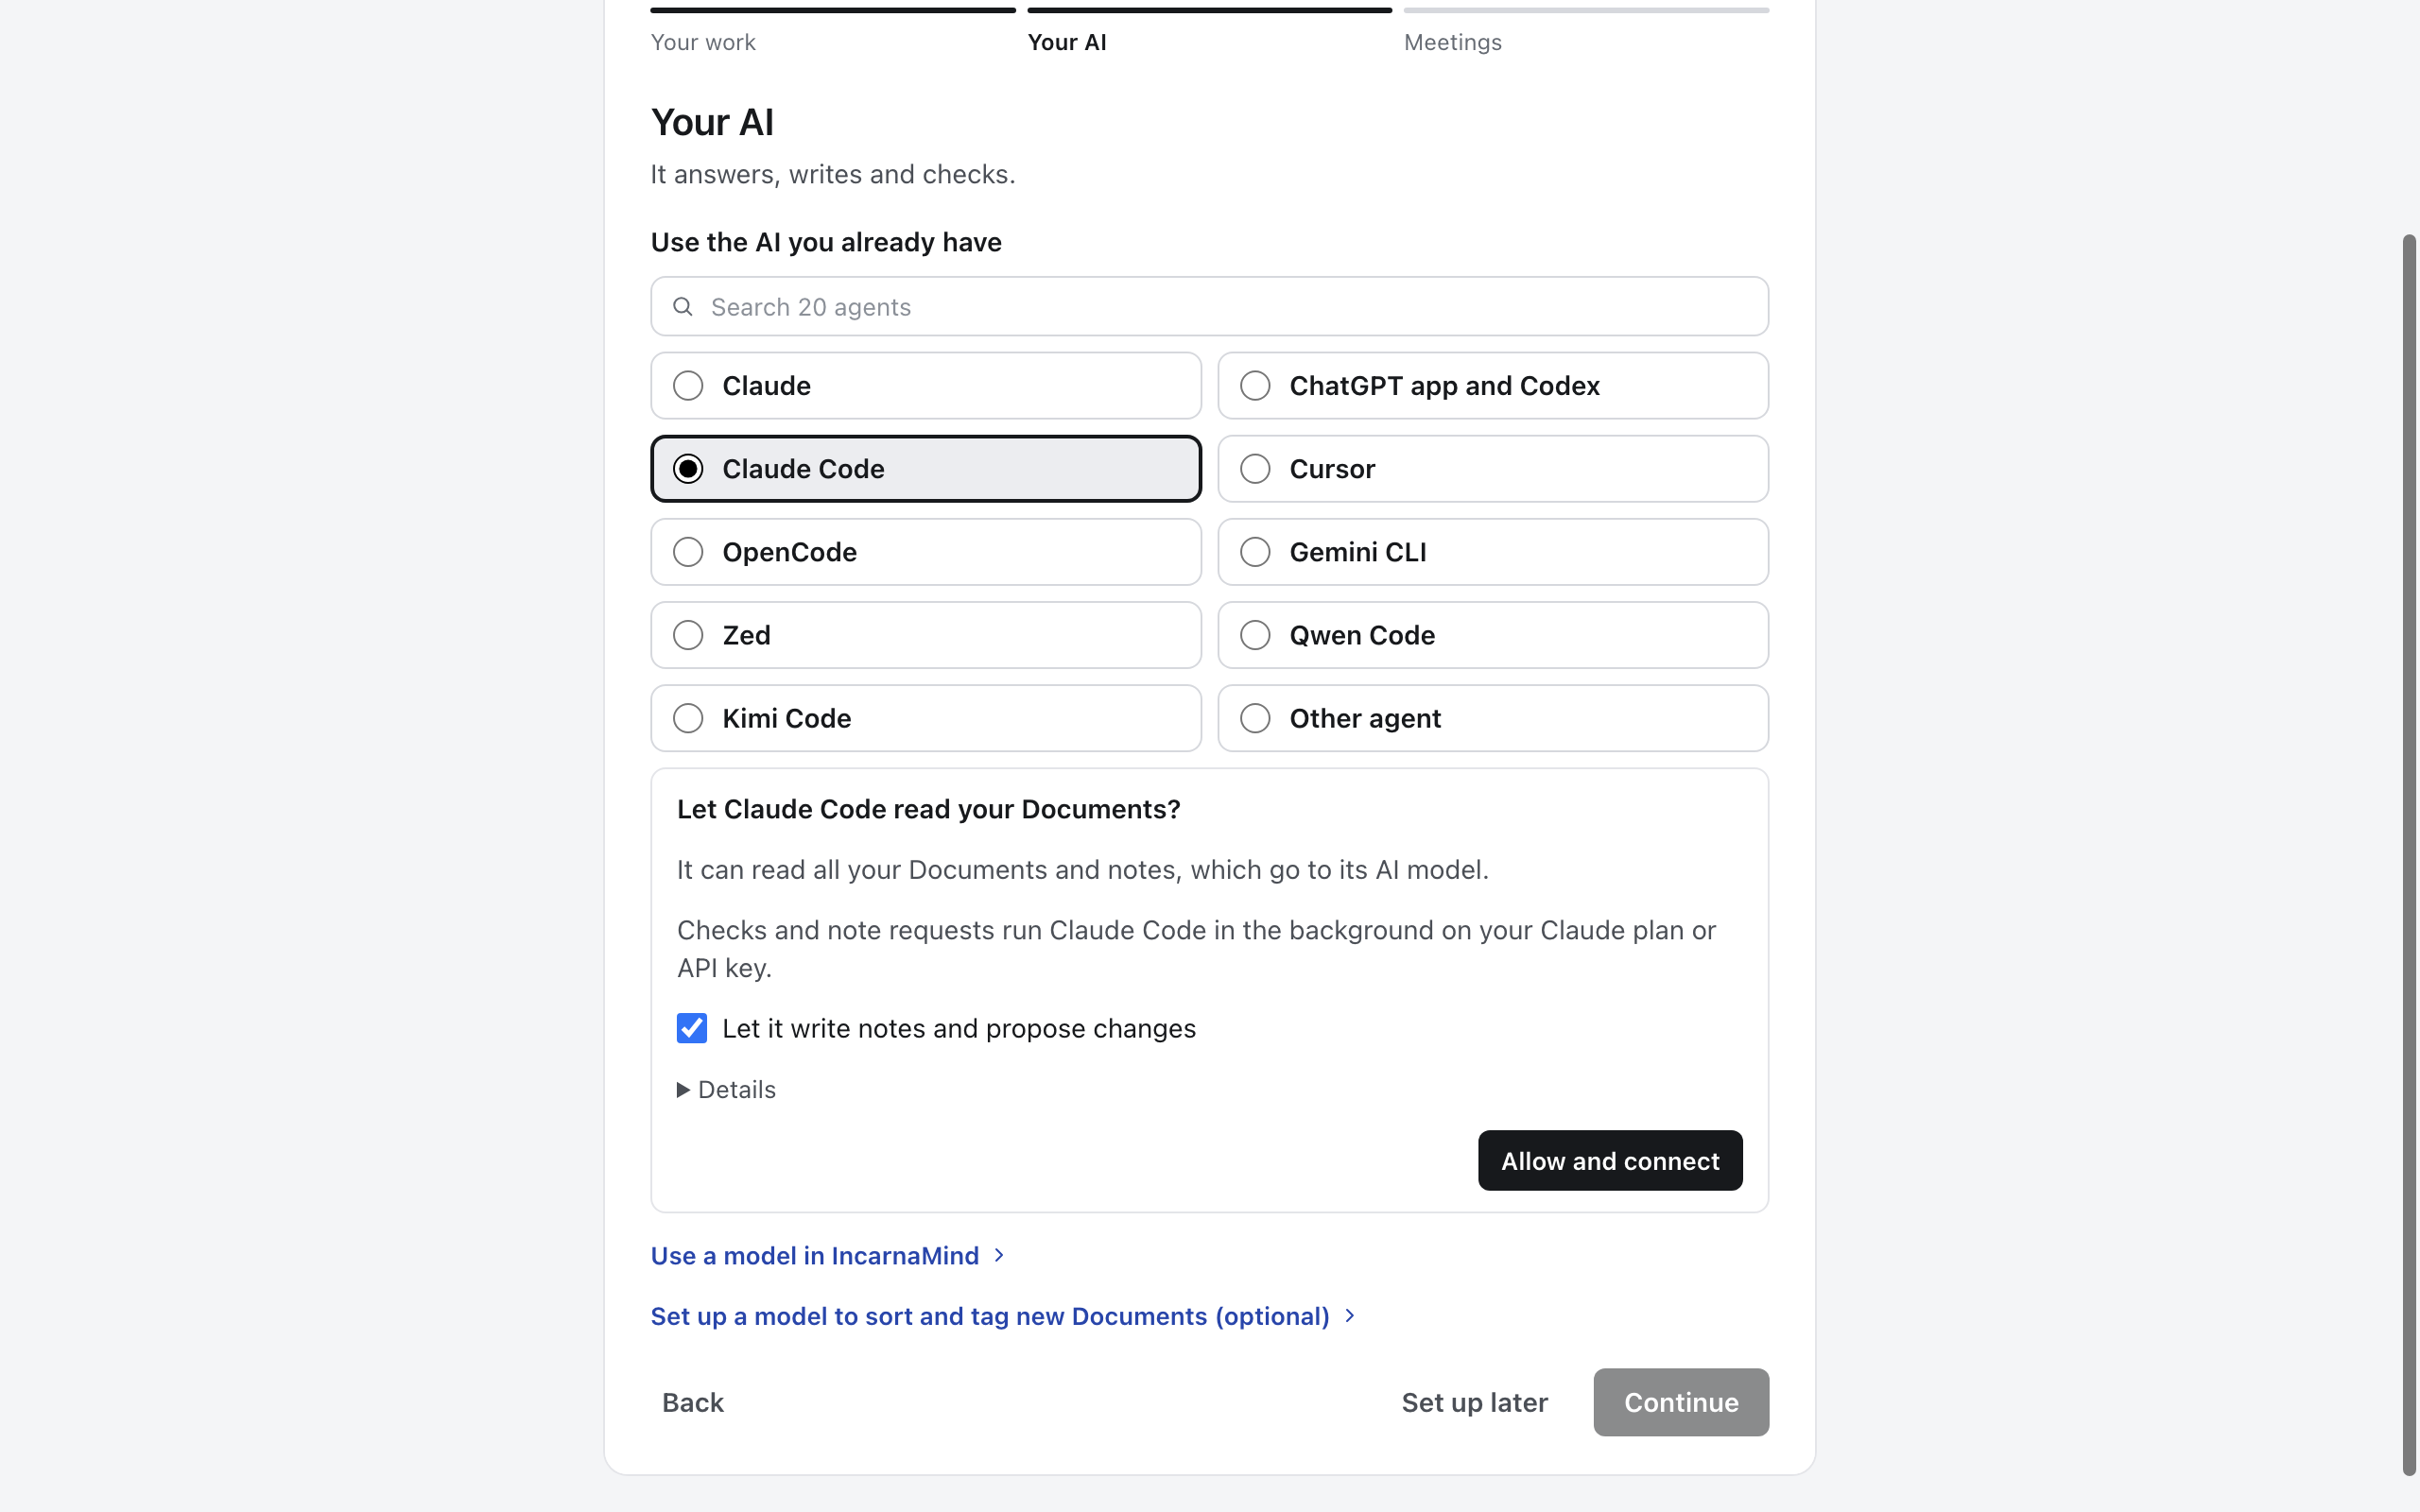 Your work
Your AI
Meetings
Your AI
It answers, writes and checks.
Use the AI you already have
Search 20 agents
Claude
ChatGPT app and Codex
Claude Code
Cursor
OpenCode
Gemini CLI
Zed
Qwen Code
Kimi Code
Other agent
Let Claude Code read your Documents?
It can read all your Documents and notes, which go to its AI model.
Checks and note requests run Claude Code in the background on your Claude plan or
API key.
Let it write notes and propose changes
Details
Allow and connect
Use a model in IncarnaMind
Set up a model to sort and tag new Documents (optional)
Back
Set up later
Continue